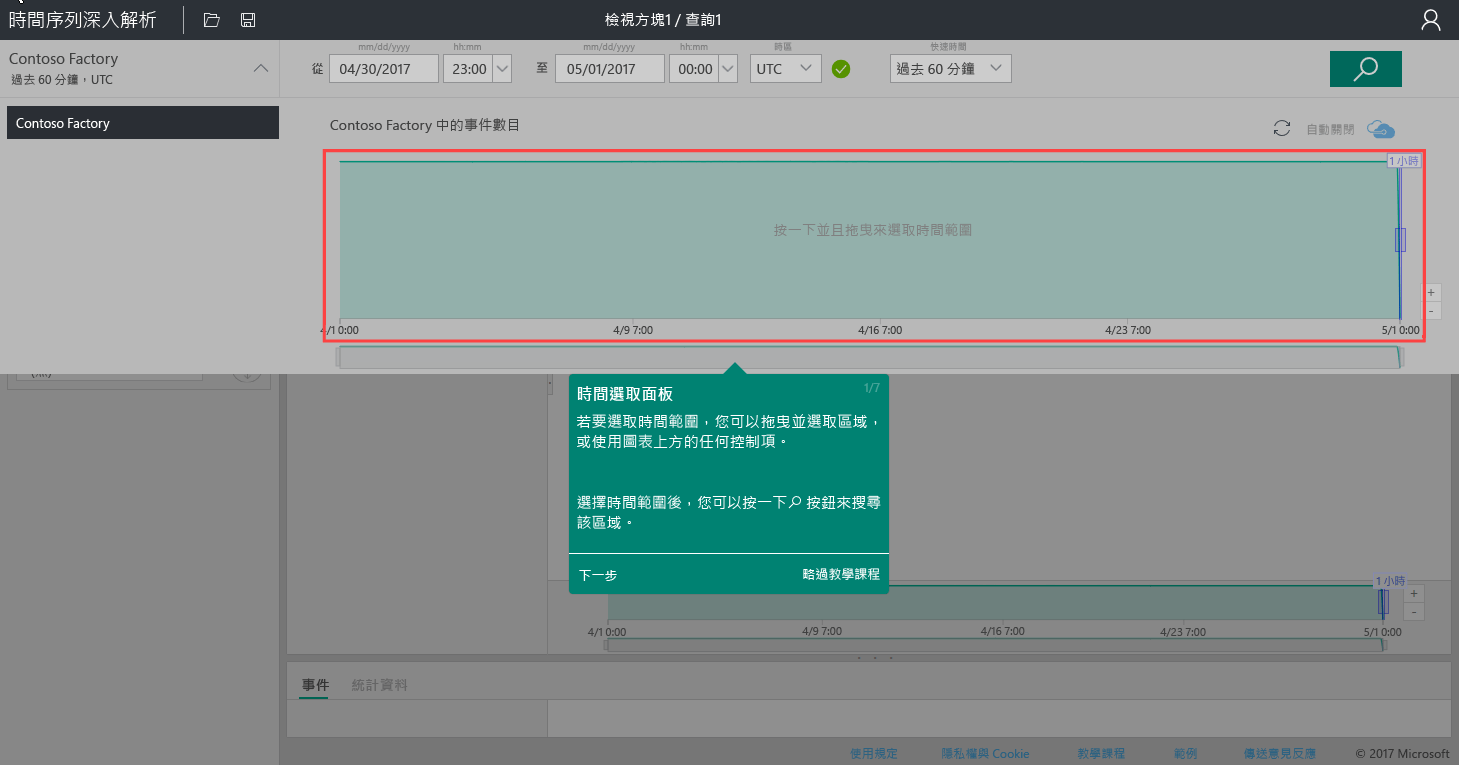 時間序列深入解析
檢視方塊1 / 查詢1
Contoso Factory
過去 60 分鐘，UTC
mm/dd/yyyy
hh:mm
mm/dd/yyyy
hh:mm
時區
快速時間
從
04/30/2017
23:00
至
05/01/2017
00:00
UTC
過去 60 分鐘
Contoso Factory
Contoso Factory 中的事件數目
自動關閉
1 小時
按一下並且拖曳來選取時間範圍
+
-
4/1 0:00
4/9 7:00
4/16 7:00
4/23 7:00
5/1 0:00
時間選取面板
1/7
若要選取時間範圍，您可以拖曳並選取區域，
或使用圖表上方的任何控制項。
選擇時間範圍後，您可以按一下 按鈕來搜尋
該區域。
下一步
略過教學課程
1 小時
+
-
4/1 0:00
4/9 7:00
4/16 7:00
4/23 7:00
5/1 0:00
事件
統計資料
使用規定
隱私權與 Cookie
教學課程
範例
傳送意見反應
© 2017 Microsoft